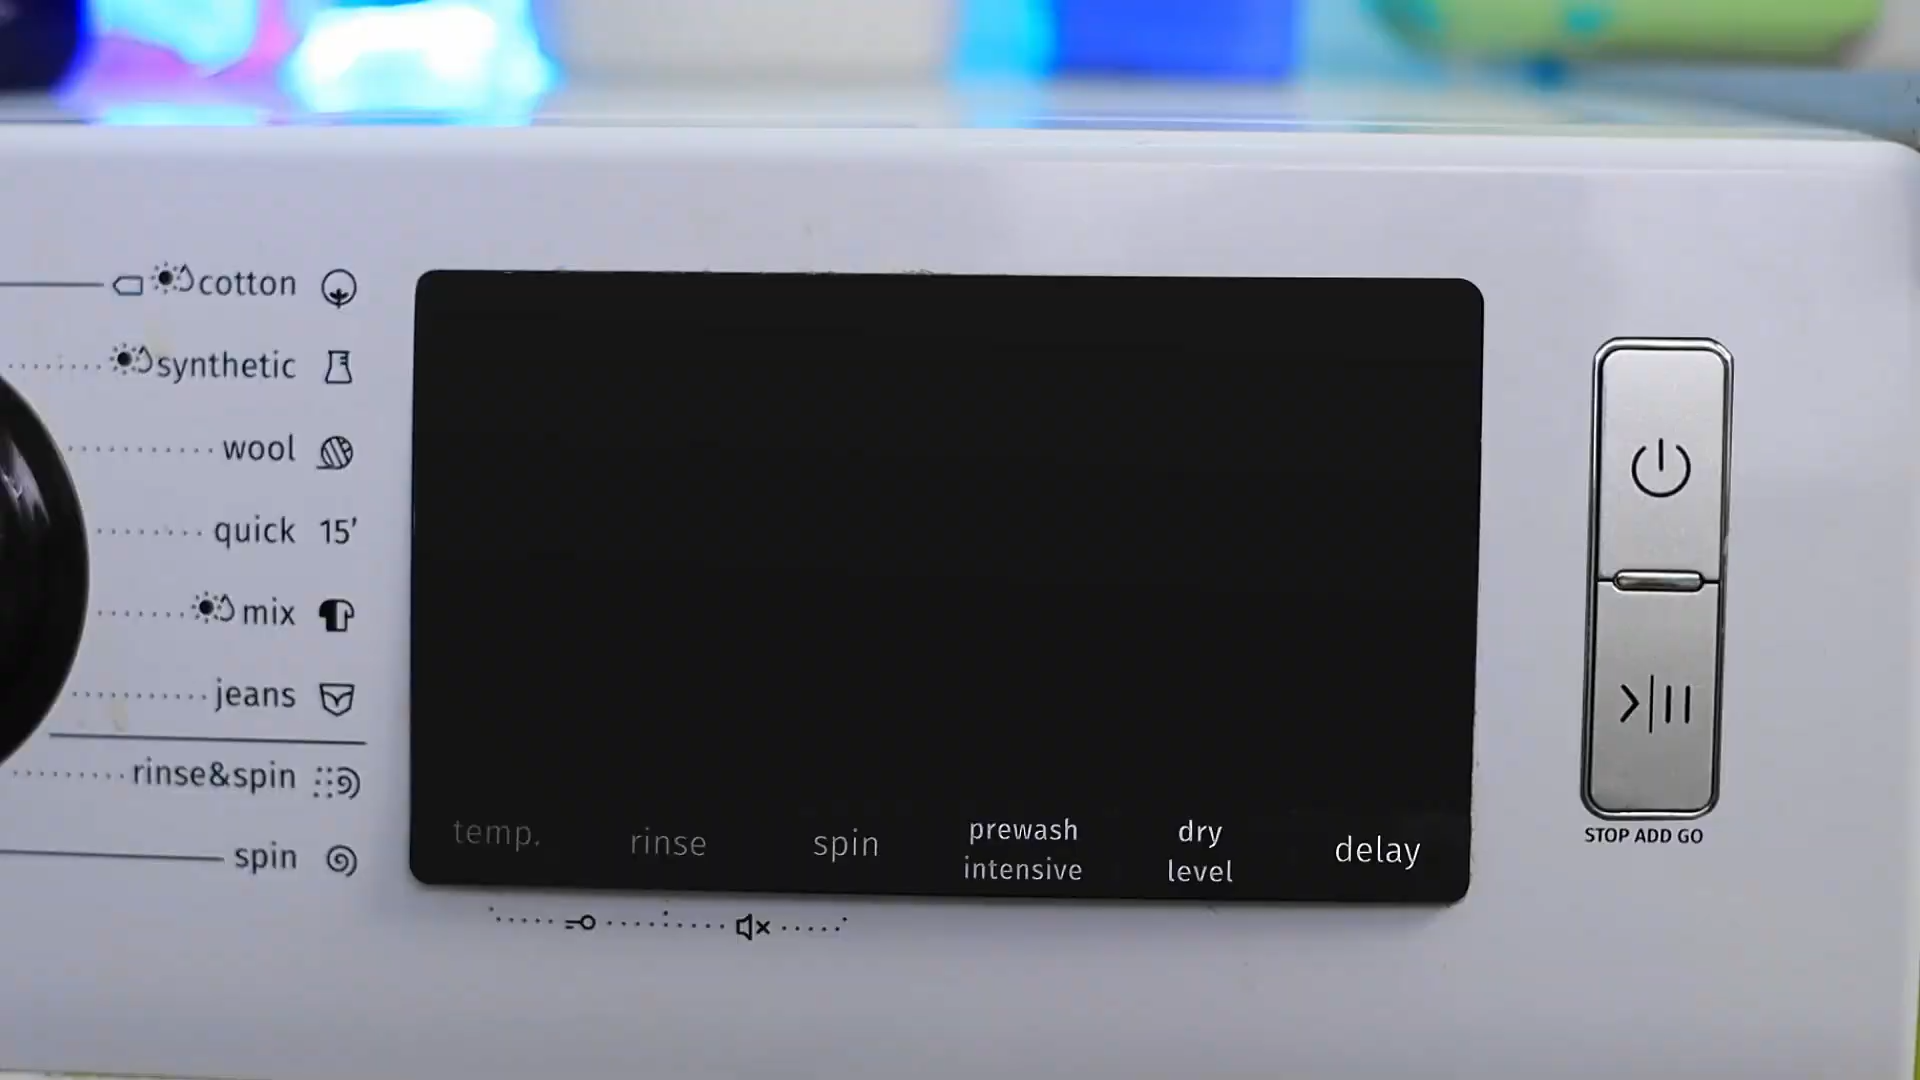 cotton
synthetic
wool
quick 15'
mix
jeans
rinse&spin
spin
temp.
rinse
spin
prewash
intensive
dry
level
delay
STOP ADD GO